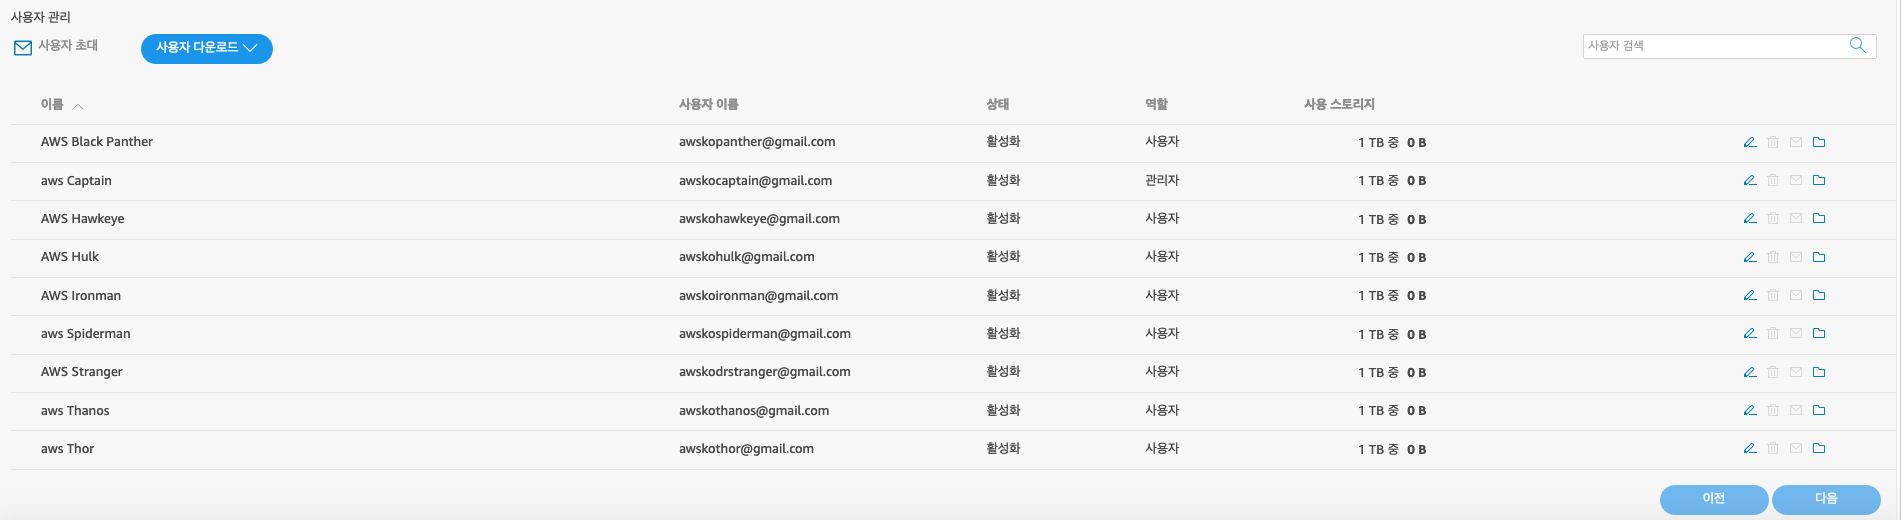 사용자 관리
사용자 초대 사용자 다운로드 사용자 검색
이름 사용자 이름 상태 역할 사용 스토리지
AWS Black Panther awskopanther@gmail.com 활성화 사용자 1 TB 중 0 B
aws Captain awskocaptain@gmail.com 활성화 관리자 1 TB 중 0 B
AWS Hawkeye awskohawkeye@gmail.com 활성화 사용자 1 TB 중 0 B
AWS Hulk awskohulk@gmail.com 활성화 사용자 1 TB 중 0 B
AWS Ironman awskoironman@gmail.com 활성화 사용자 1 TB 중 0 B
aws Spiderman awskospiderman@gmail.com 활성화 사용자 1 TB 중 0 B
AWS Stranger awskodrstranger@gmail.com 활성화 사용자 1 TB 중 0 B
aws Thanos awskothanos@gmail.com 활성화 사용자 1 TB 중 0 B
aws Thor awskothor@gmail.com 활성화 사용자 1 TB 중 0 B
이전 다음